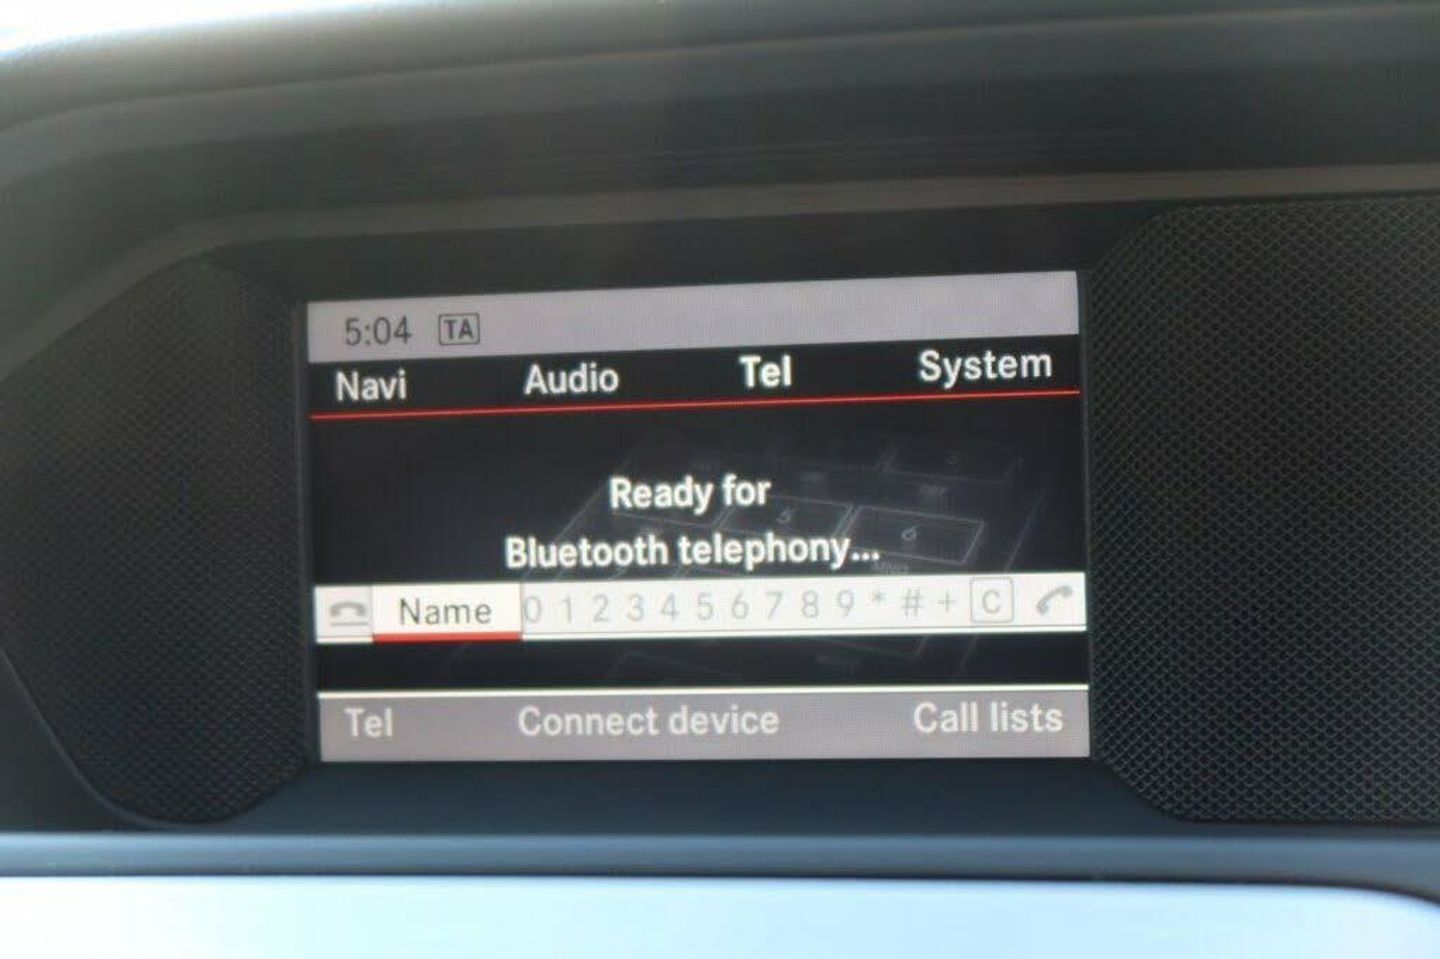 5:04 TA
Navi Audio Tel System
Ready for
Bluetooth telephony...
Name 0 1 2 3 4 5 6 7 8 9 * # + C
Tel Connect device Call lists